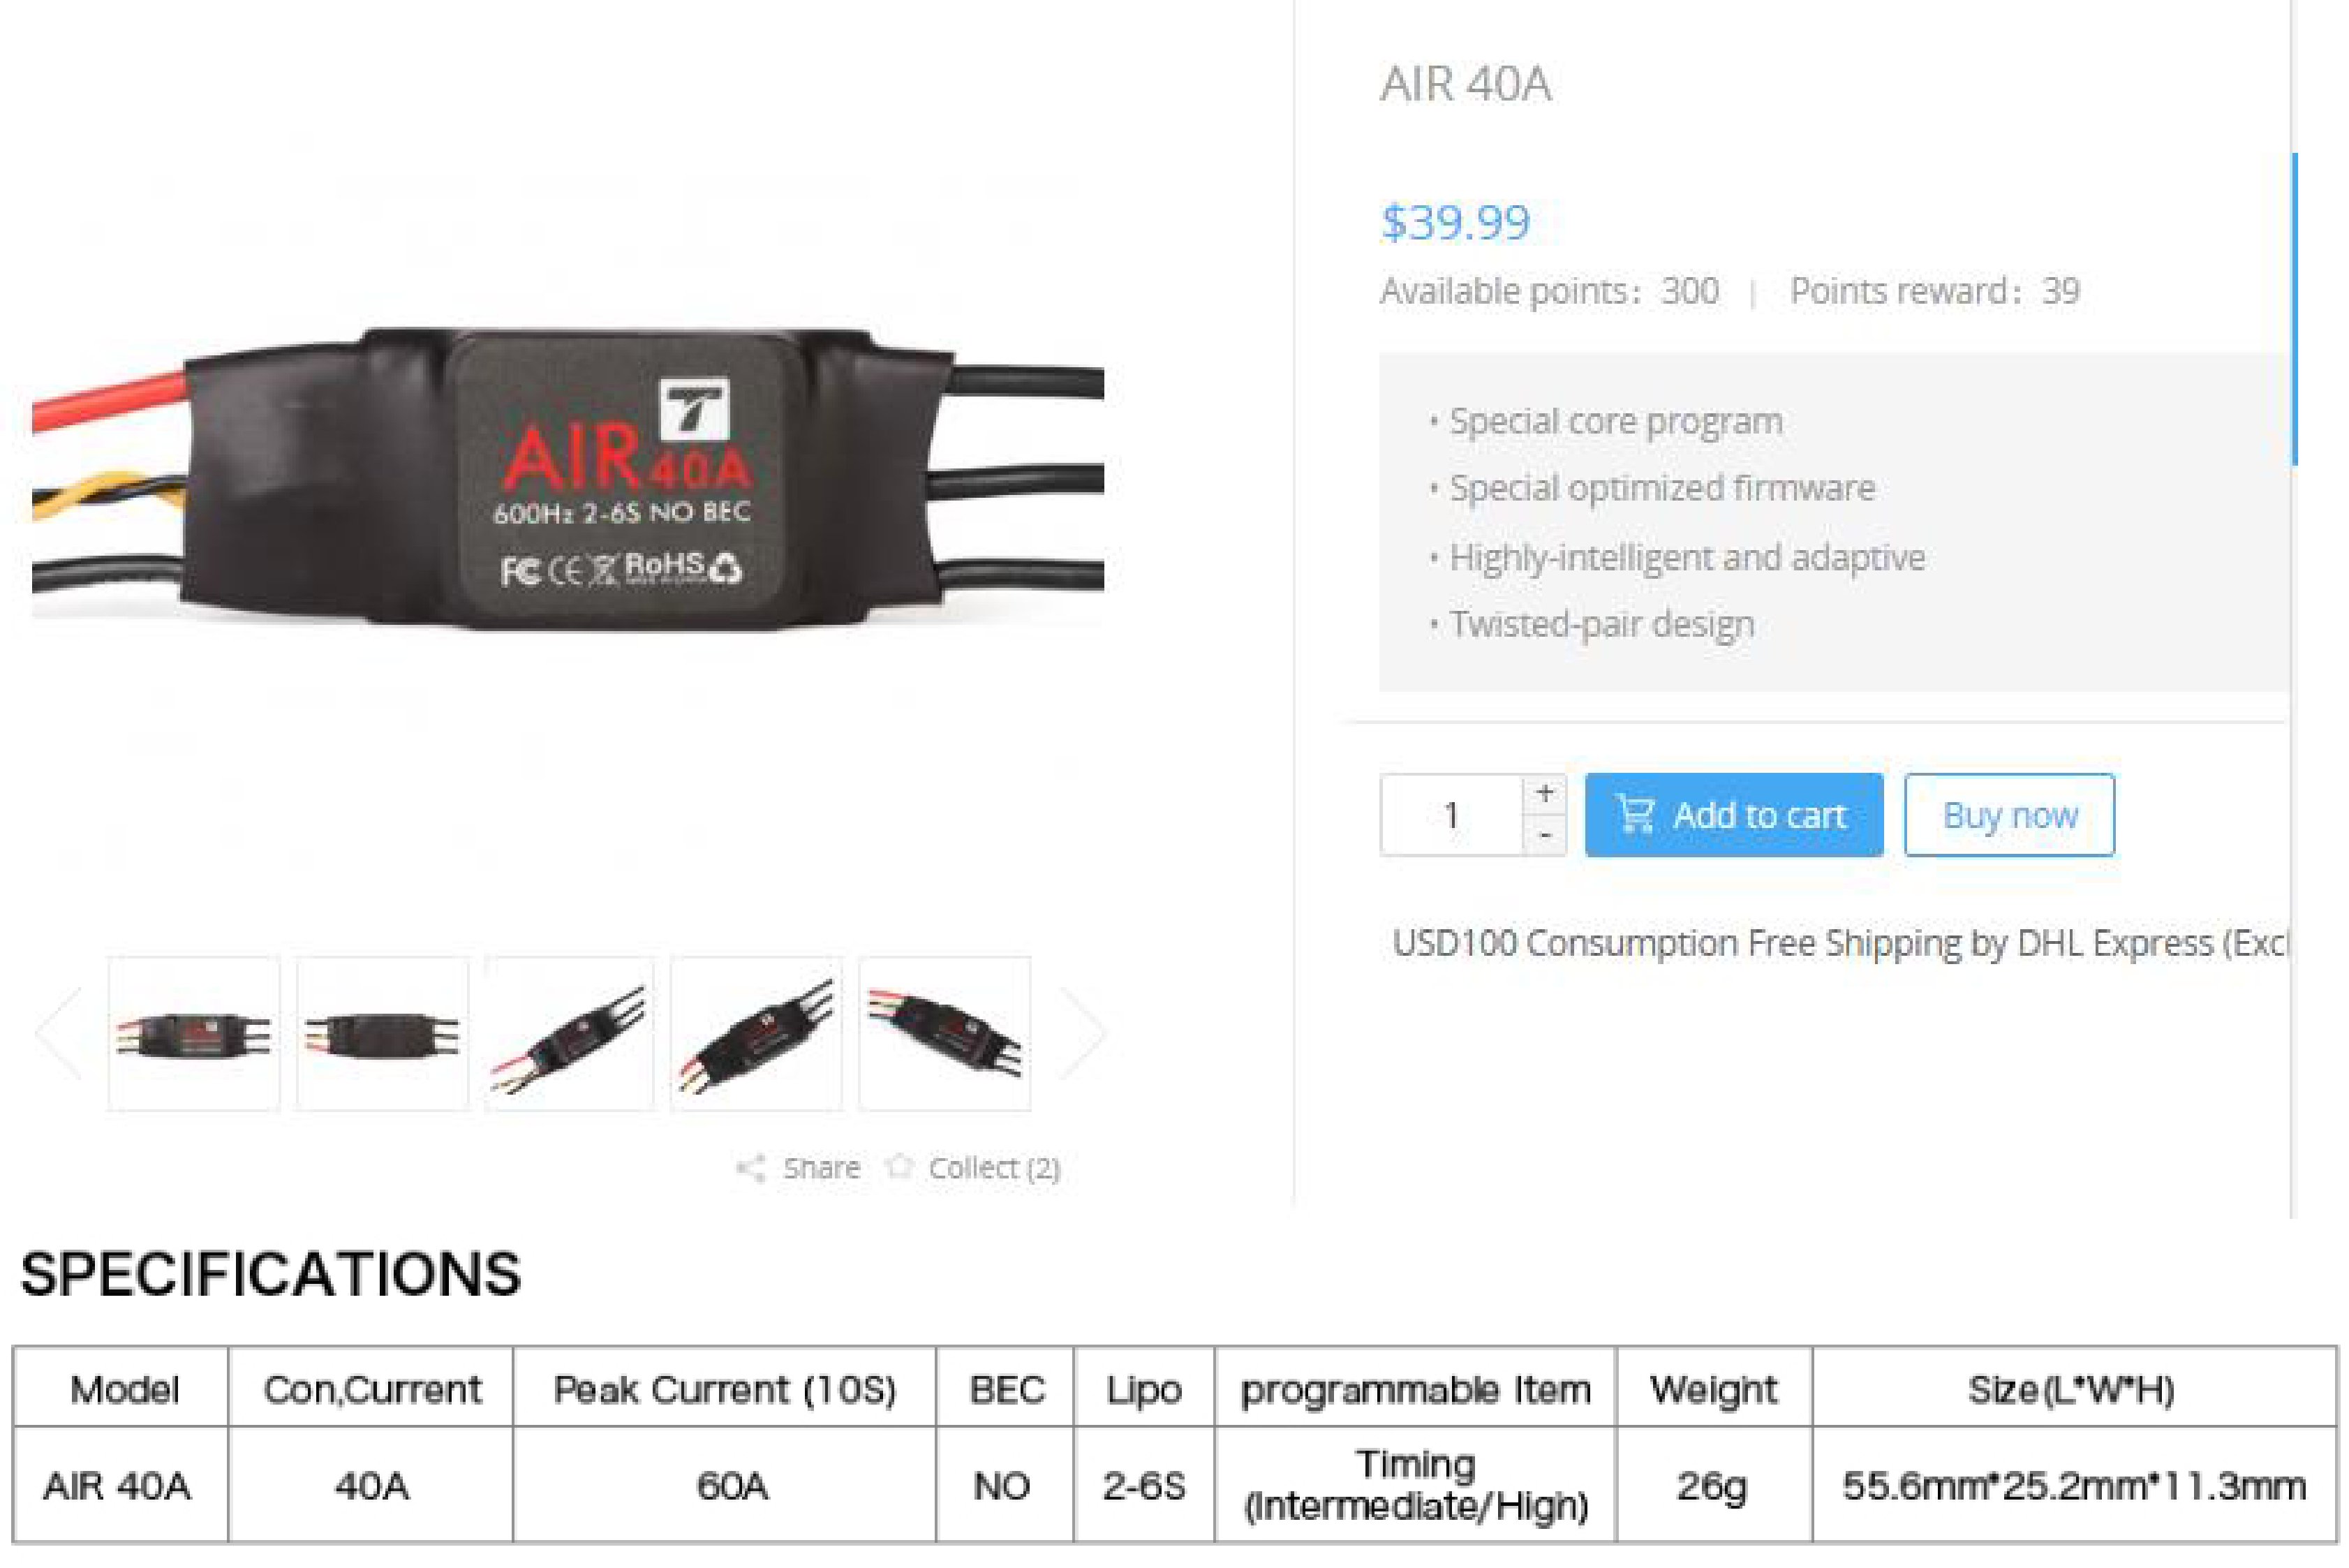 AIR 40A
$39.99
Available points: 300 | Points reward: 39
• Special core program
• Special optimized firmware
• Highly-intelligent and adaptive
• Twisted-pair design
1
+
-
Add to cart
Buy now
USD100 Consumption Free Shipping by DHL Express (Excl
T
AIR 40A
600Hz 2-6S NO BEC
FC CE RoHS
Share
Collect (2)
SPECIFICATIONS
Model Con,Current Peak Current (10S) BEC Lipo programmable Item Weight Size(L*W*H)
AIR 40A 40A 60A NO 2-6S Timing (Intermediate/High) 26g 55.6mm*25.2mm*11.3mm